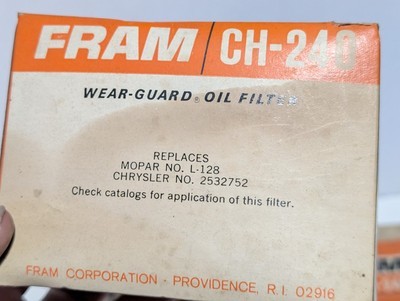 FRAM / CH-240
WEAR-GUARD® OIL FILTER
REPLACES
MOPAR NO. L-128
CHRYSLER NO. 2532752
Check catalogs for application of this filter.
FRAM CORPORATION - PROVIDENCE, R. I. 02916